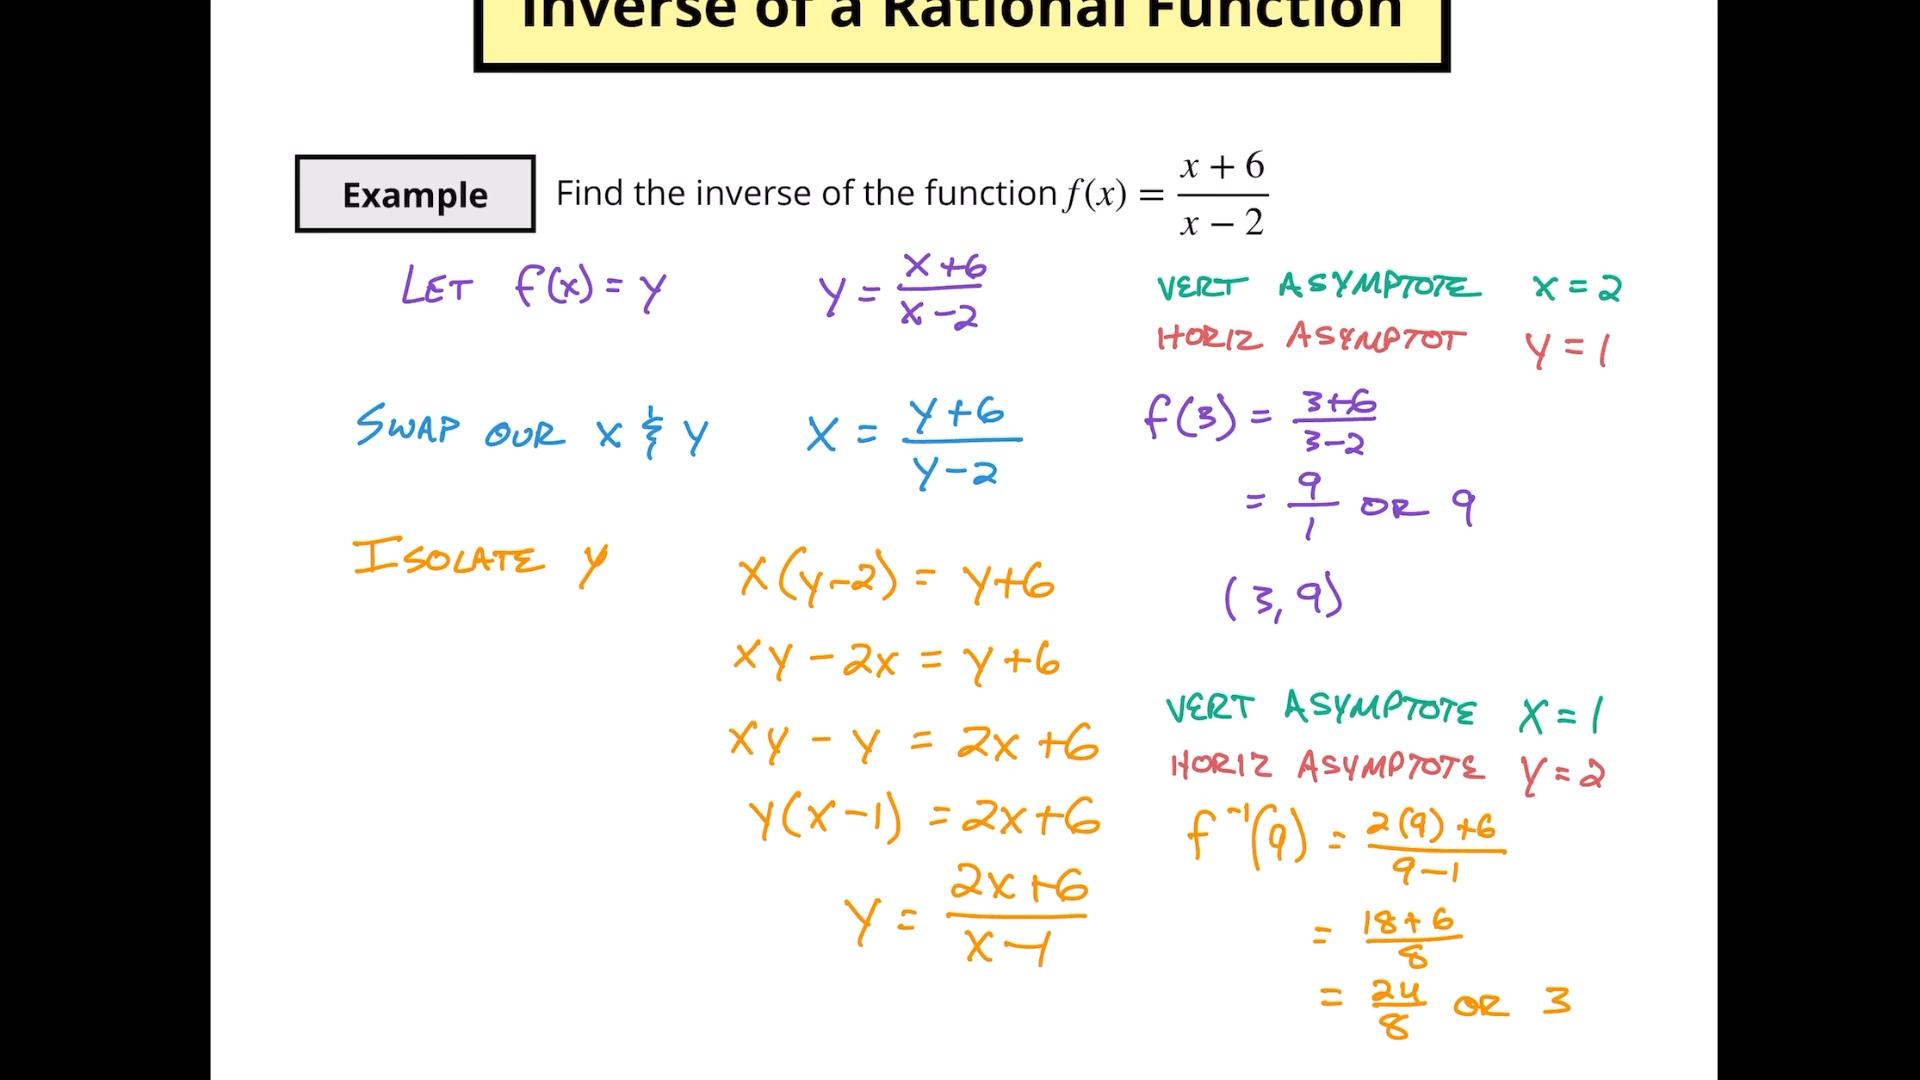 Inverse of a Rational Function
Example
Find the inverse of the function f(x) = (x + 6)/(x − 2)
LET f(x) = y
y = (x+6)/(x-2)
SWAP OUR x & y
x = (y+6)/(y-2)
ISOLATE y
x(y-2) = y+6
xy - 2x = y+6
xy - y = 2x +6
y(x-1) = 2x+6
y = (2x+6)/(x-1)
VERT ASYMPTOTE x = 2
HORIZ ASYMPTOT y = 1
f(3) = (3+6)/(3-2)
= 9/1 OR 9
(3, 9)
VERT ASYMPTOTE x = 1
HORIZ ASYMPTOTE y = 2
f⁻¹(9) = (2(9) +6)/(9-1)
= (18+6)/8
= 24/8 OR 3